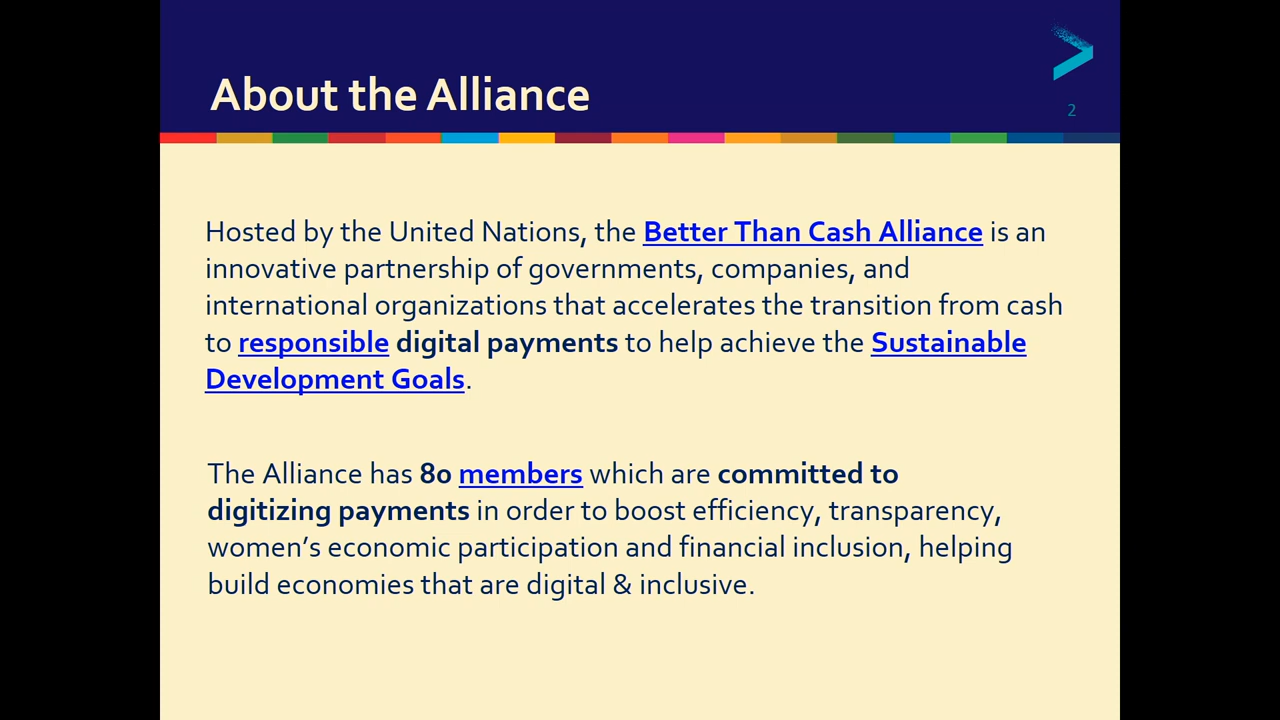 About the Alliance
2
Hosted by the United Nations, the Better Than Cash Alliance is an
innovative partnership of governments, companies, and
international organizations that accelerates the transition from cash
to responsible digital payments to help achieve the Sustainable
Development Goals.
The Alliance has 80 members which are committed to
digitizing payments in order to boost efficiency, transparency,
women’s economic participation and financial inclusion, helping
build economies that are digital & inclusive.